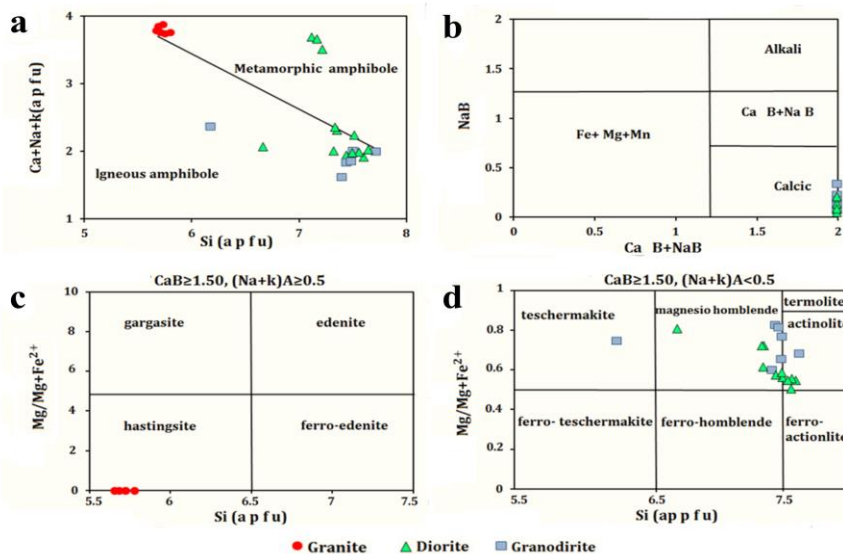 a
Ca+Na+k(a p f u)
4
3
2
1
Metamorphic amphibole
Igneous amphibole
5
6
7
8
Si (a p f u)
b
NaB
2
1.5
1
0.5
0
Alkali
Ca B+Na B
Fe+ Mg+Mn
Calcic
0
0.5
1
1.5
2
Ca B+NaB
c
CaB≥1.50, (Na+k)A≥0.5
Mg/Mg+Fe2+
10
8
6
4
2
0
gargasite
edenite
hastingsite
ferro-edenite
5.5
6
6.5
7
7.5
Si (a p f u)
d
CaB≥1.50, (Na+k)A<0.5
Mg/Mg+Fe2+
1
0.8
0.6
0.4
0.2
0
teschermakite
magnesio homblende
termolite
actinolite
ferro- teschermakite
ferro-homblende
ferro-
actionlite
5.5
6.5
7.5
Si (ap p f u)
Granite
Diorite
Granodirite